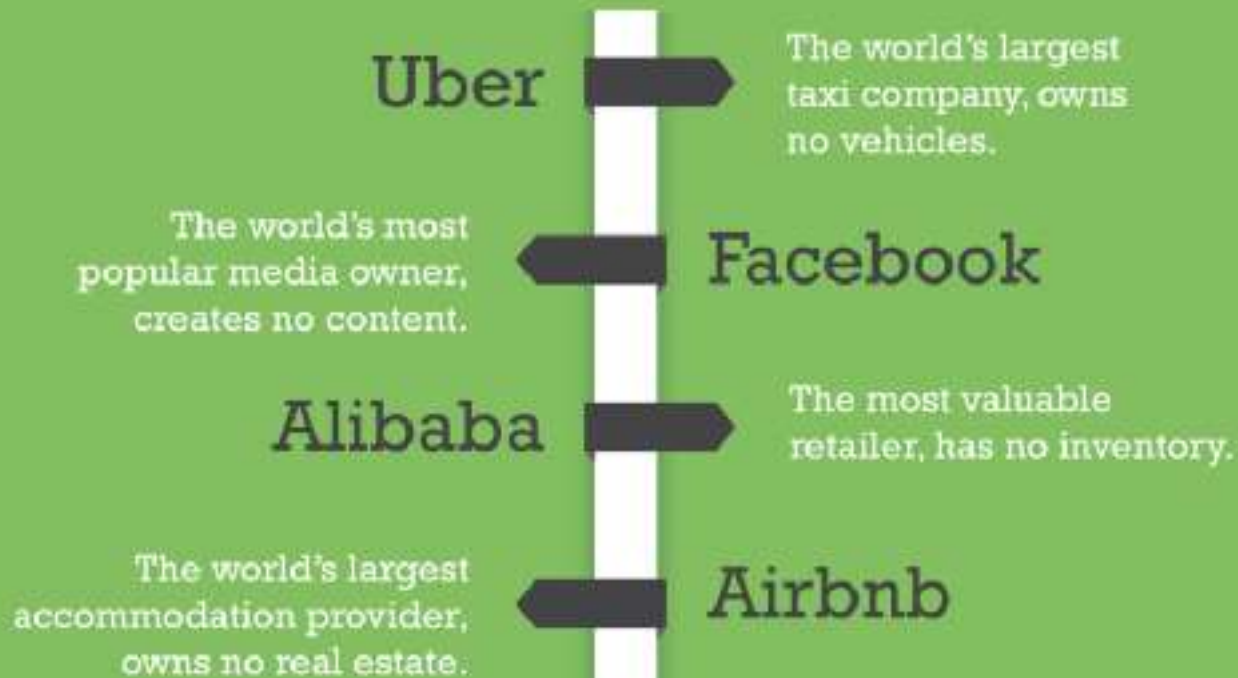 Uber
The world's largest
taxi company, owns
no vehicles.
The world's most
popular media owner,
creates no content.
Facebook
Alibaba
The most valuable
retailer, has no inventory.
The world's largest
accommodation provider,
owns no real estate.
Airbnb